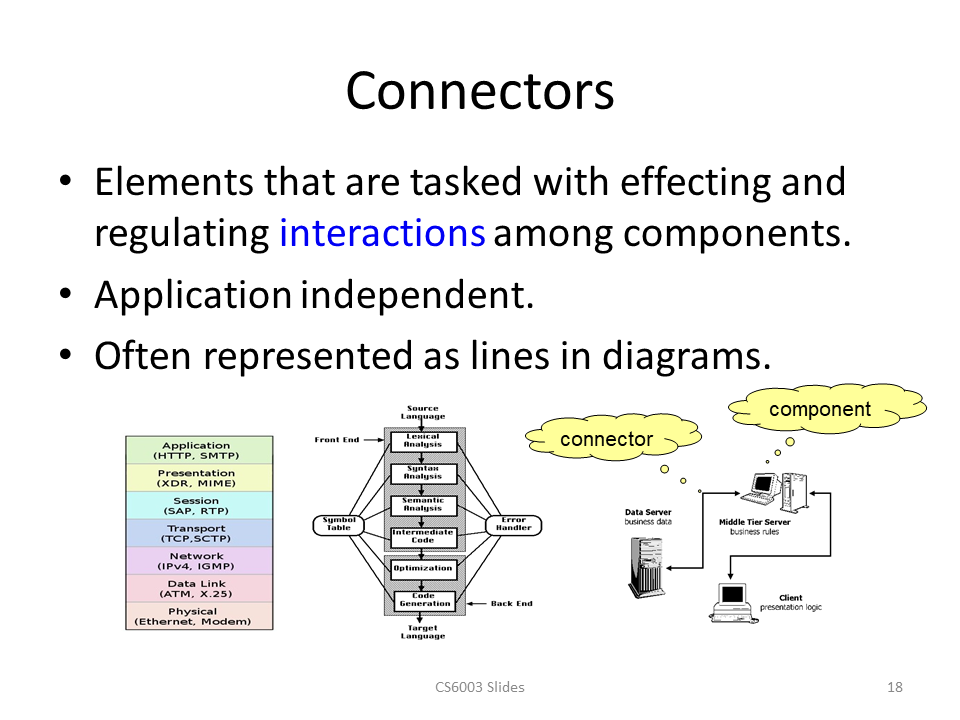 Connectors
• Elements that are tasked with effecting and
regulating interactions among components.
• Application independent.
• Often represented as lines in diagrams.
Application
(HTTP, SMTP)
Presentation
(XDR, MIME)
Session
(SAP, RTP)
Transport
(TCP,SCTP)
Network
(IPv4, IGMP)
Data Link
(ATM, X.25)
Physical
(Ethernet, Modem)
Source
Language
Front End
Lexical
Analysis
Syntax
Analysis
Semantic
Analysis
Symbol
Table
Error
Handler
Intermediate
Code
Optimization
Code
Generation
Back End
Target
Language
connector
component
Data Server
business data
Middle Tier Server
business rules
Client
presentation logic
CS6003 Slides
18